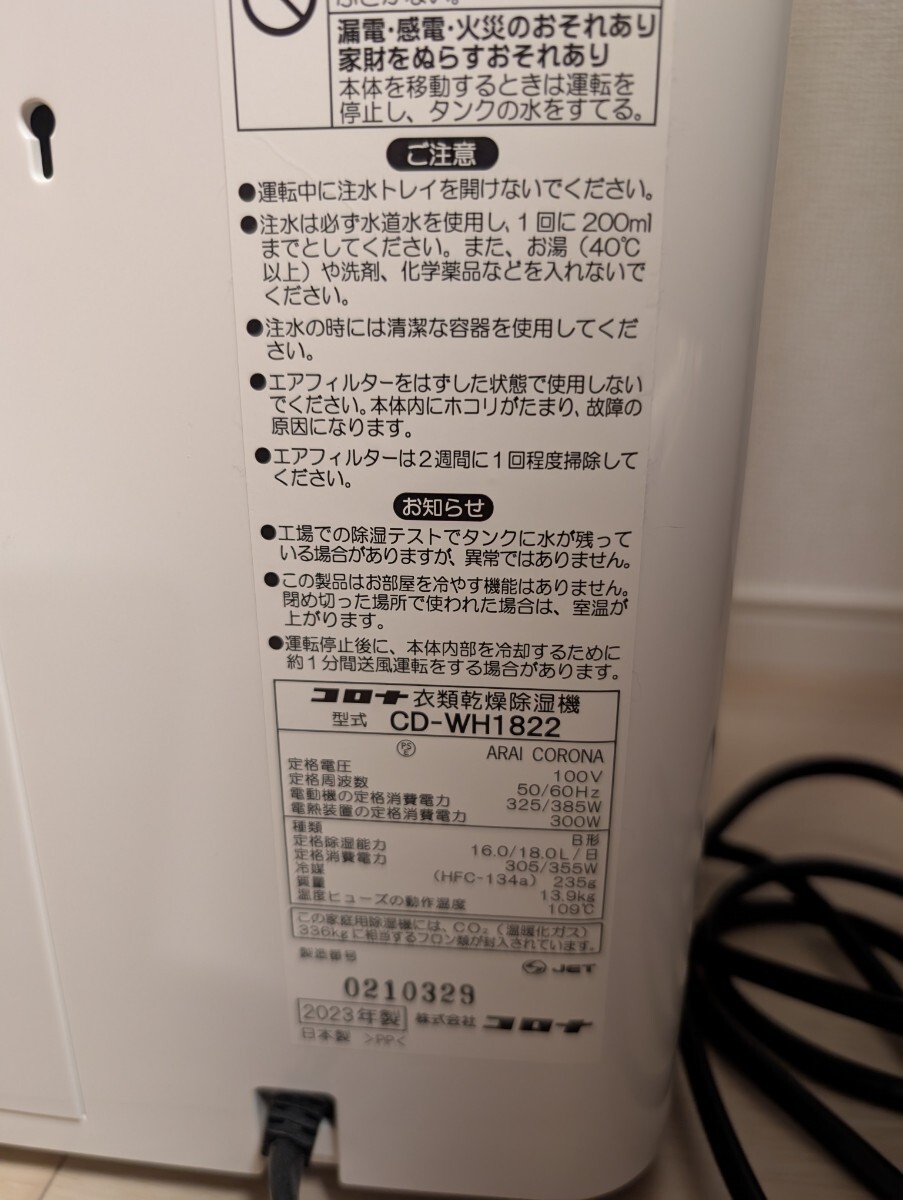 漏電・感電・火災のおそれあり
家財をぬらすおそれあり
本体を移動するときは運転を
停止し、タンクの水をすてる。
ご注意
●運転中に注水トレイを開けないでください。
●注水は必ず水道水を使用し、1回に200ml
までとしてください。また、お湯（40℃
以上）や洗剤、化学薬品などを入れないで
ください。
●注水の時には清潔な容器を使用してくだ
さい。
●エアフィルターをはずした状態で使用しない
でください。本体内にホコリがたまり、故障の
原因になります。
●エアフィルターは2週間に1回程度掃除して
ください。
お知らせ
●工場での除湿テストでタンクに水が残って
いる場合がありますが、異常ではありません。
●この製品はお部屋を冷やす機能はありません。
閉め切った場所で使われた場合は、室温が
上がります。
●運転停止後に、本体内部を冷却するために
約1分間送風運転をする場合があります。
コロナ衣類乾燥除湿機
型式 CD-WH1822
PSE ARAI CORONA
定格電圧 100V
定格周波数 50/60Hz
電動機の定格消費電力 325/385W
電熱装置の定格消費電力 300W
種類 B形
定格除湿能力 16.0/18.0L/日
定格消費電力 305/355W
冷媒 (HFC-134a) 235g
質量 13.9kg
温度ヒューズの動作温度 109℃
この家庭用除湿機には、CO₂（温暖化ガス）
336kgに相当するフロン類が封入されています。
製造番号 JET
0210329
2023年製 株式会社 コロナ
日本製 >PP<